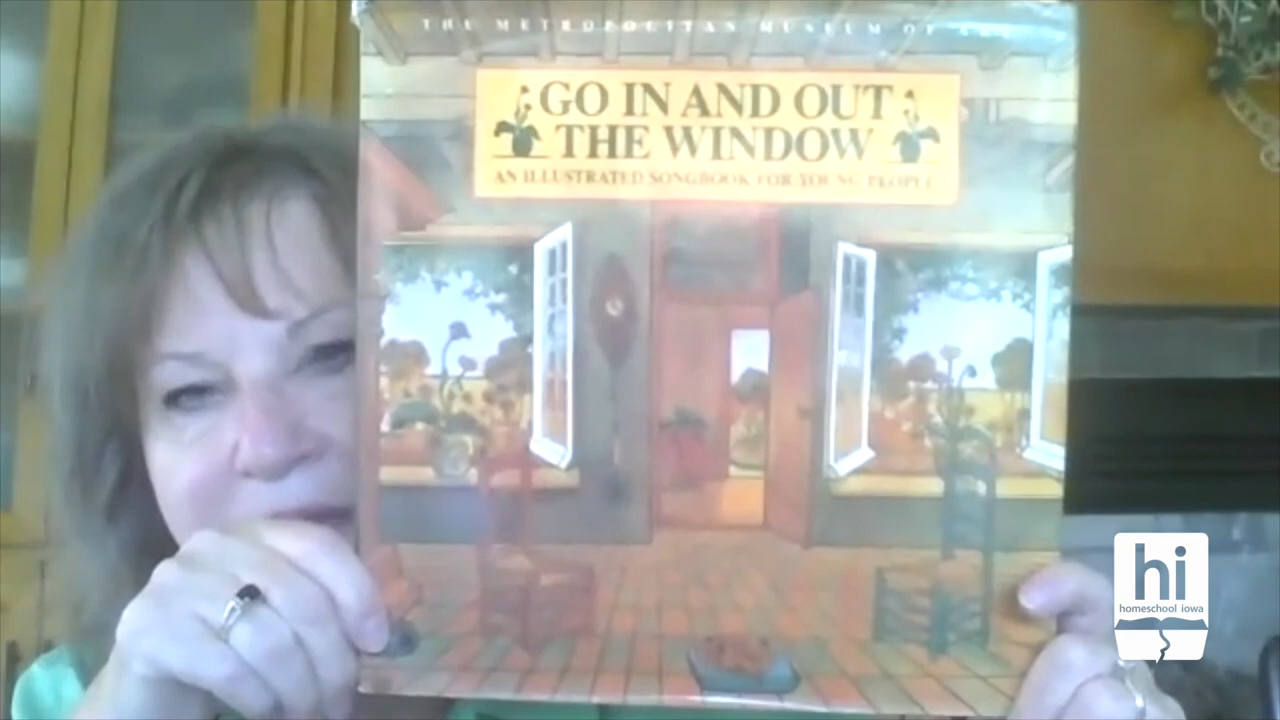 THE METROPOLITAN MUSEUM OF ART
GO IN AND OUT
THE WINDOW
AN ILLUSTRATED SONGBOOK FOR YOUNG PEOPLE
hi
homeschool iowa